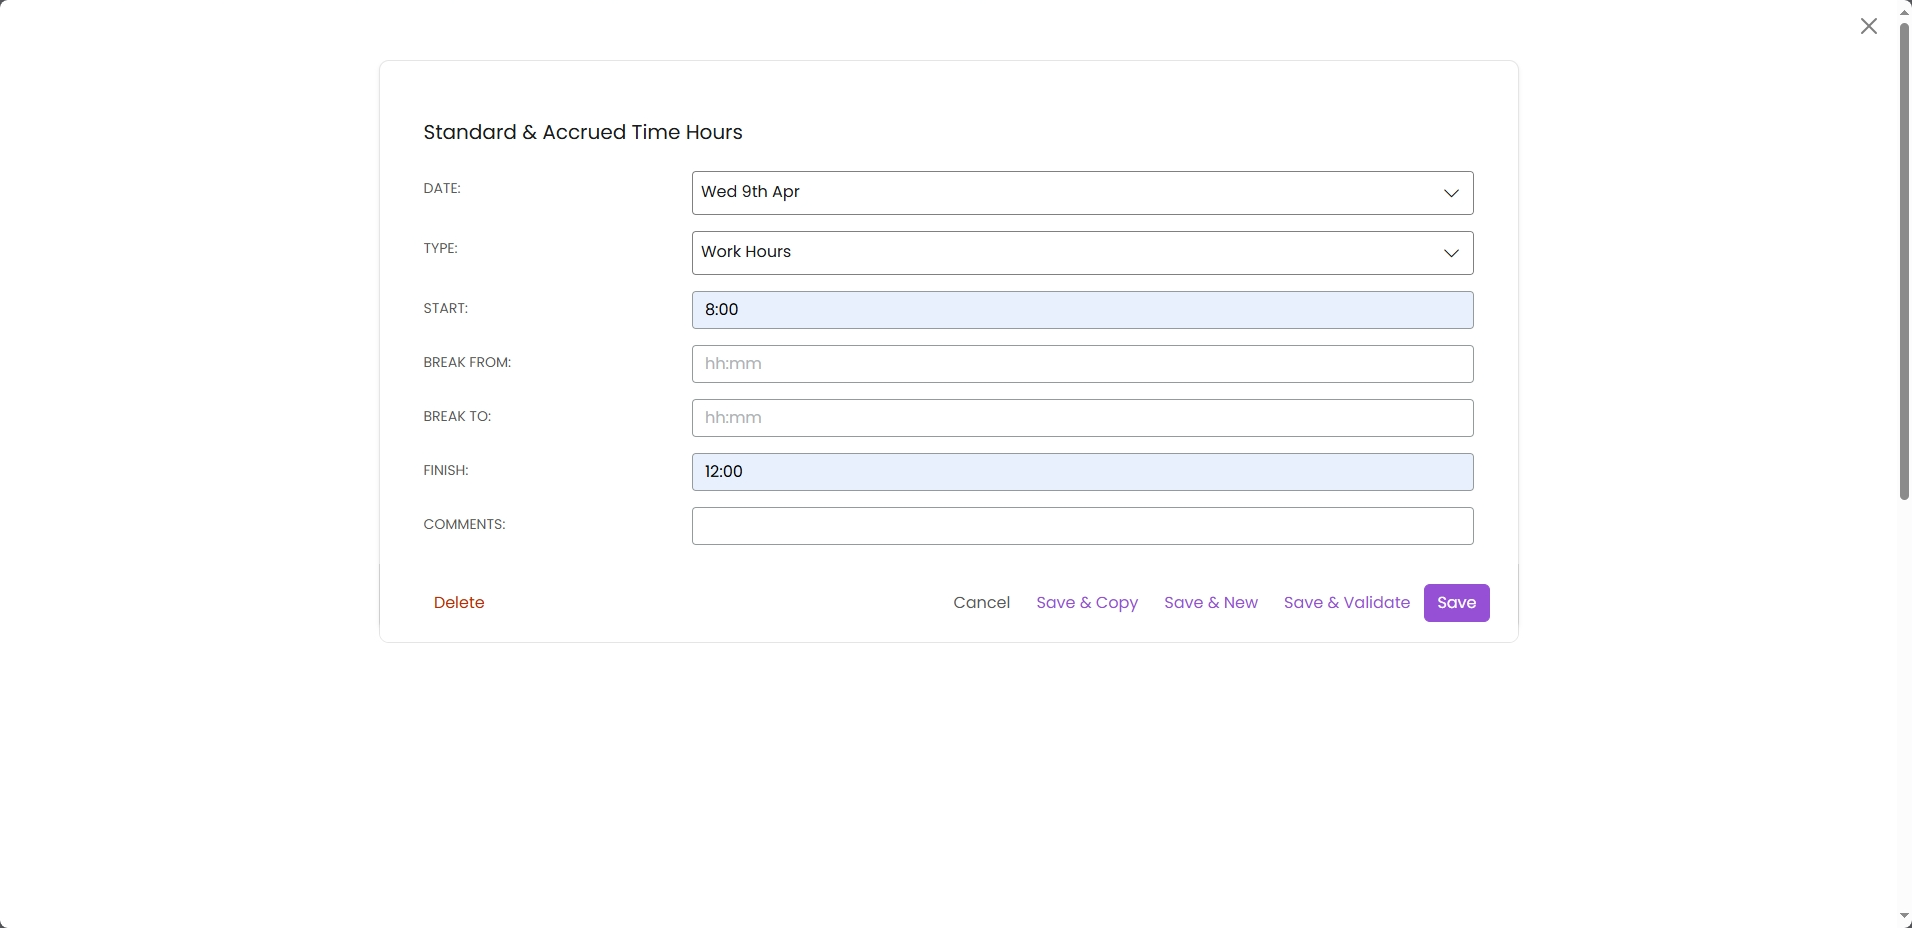 Standard & Accrued Time Hours
DATE:
Wed 9th Apr
TYPE:
Work Hours
START:
8:00
BREAK FROM:
hh:mm
BREAK TO:
hh:mm
FINISH:
12:00
COMMENTS:
Delete Cancel Save & Copy Save & New Save & Validate Save